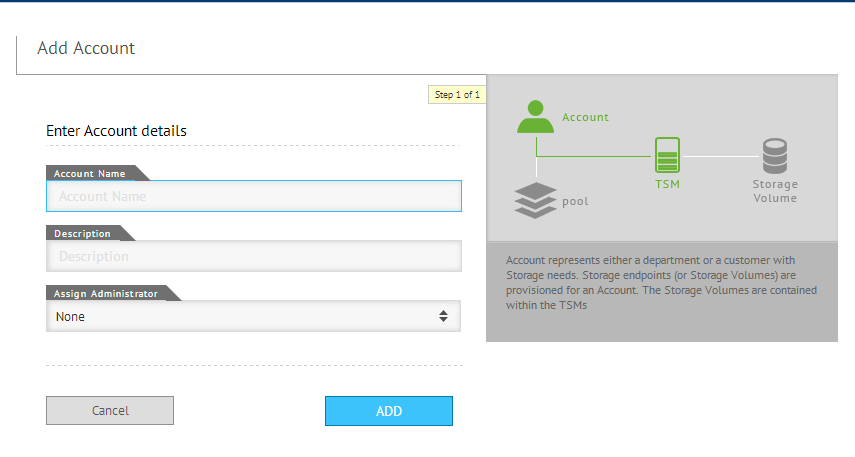 Add Account
Step 1 of 1
Enter Account details
Account Name
Account Name
Description
Description
Assign Administrator
None
Cancel
ADD
Account
TSM
Storage
Volume
pool
Account represents either a department or a customer with
Storage needs. Storage endpoints (or Storage Volumes) are
provisioned for an Account. The Storage Volumes are contained
within the TSMs